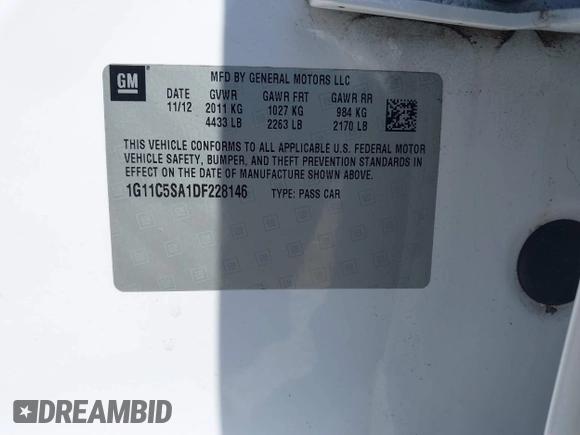 GM
MFD BY GENERAL MOTORS LLC
DATE GVWR GAWR FRT GAWR RR
11/12 2011 KG 1027 KG 984 KG
4433 LB 2263 LB 2170 LB
THIS VEHICLE CONFORMS TO ALL APPLICABLE U.S. FEDERAL MOTOR
VEHICLE SAFETY, BUMPER, AND THEFT PREVENTION STANDARDS IN
EFFECT ON THE DATE OF MANUFACTURE SHOWN ABOVE.
1G11C5SA1DF228146 TYPE: PASS CAR
DREAMBID